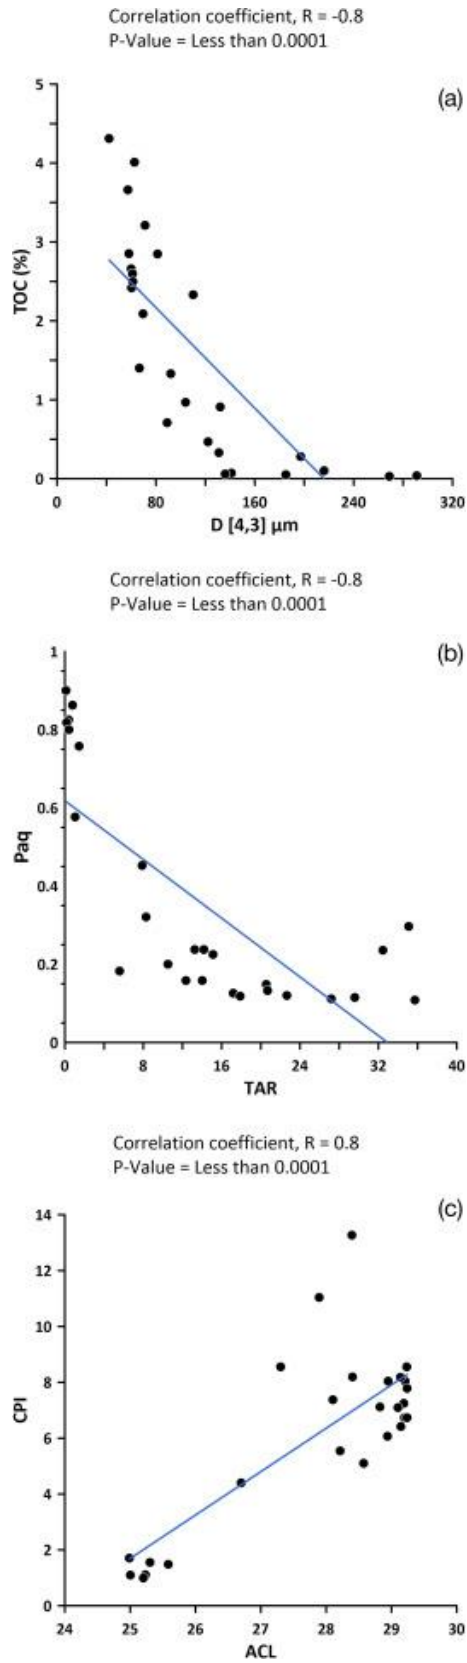 Correlation coefficient, R = -0.8
P-Value = Less than 0.0001
(a)
5
4
3
2
1
0
TOC (%)
0 80 160 240 320
D [4,3] µm
Correlation coefficient, R = -0.8
P-Value = Less than 0.0001
(b)
1
0.8
0.6
0.4
0.2
0
Paq
0 8 16 24 32 40
TAR
Correlation coefficient, R = 0.8
P-Value = Less than 0.0001
(c)
14
12
10
8
6
4
2
0
CPI
24 25 26 27 28 29 30
ACL